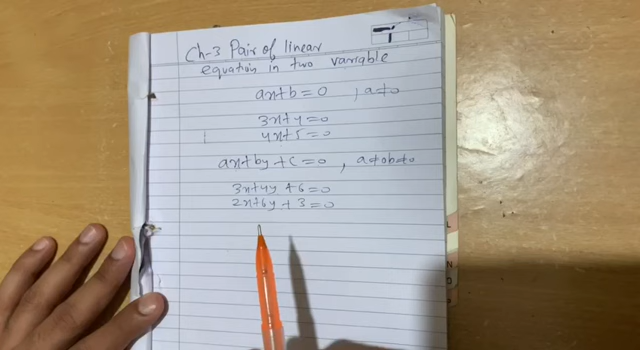 Ch-3 Pair of linear
equation in two variable
ax+b=0 , a≠0
3x+4=0
4x+5=0
ax+by+c=0 , a≠0b≠0
3x+4y+6=0
2x+6y+3=0
L
N